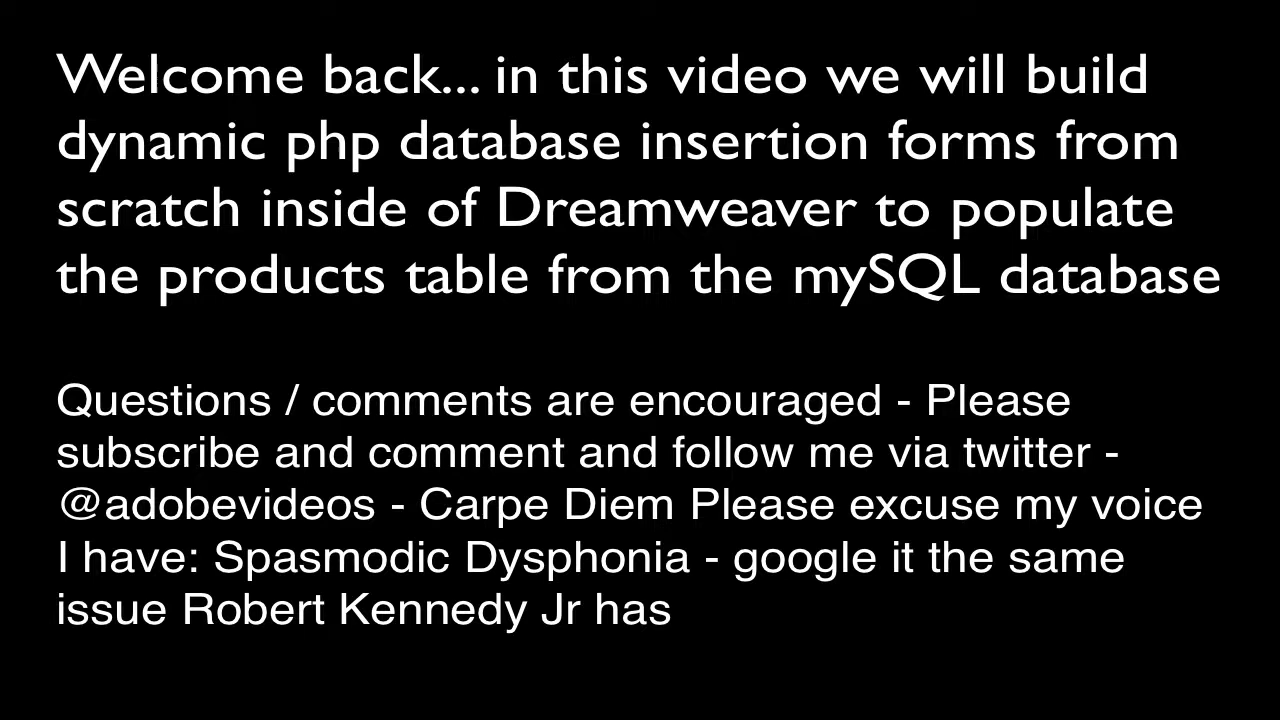 Welcome back... in this video we will build
dynamic php database insertion forms from
scratch inside of Dreamweaver to populate
the products table from the mySQL database
Questions / comments are encouraged - Please
subscribe and comment and follow me via twitter -
@adobevideos - Carpe Diem Please excuse my voice
I have: Spasmodic Dysphonia - google it the same
issue Robert Kennedy Jr has